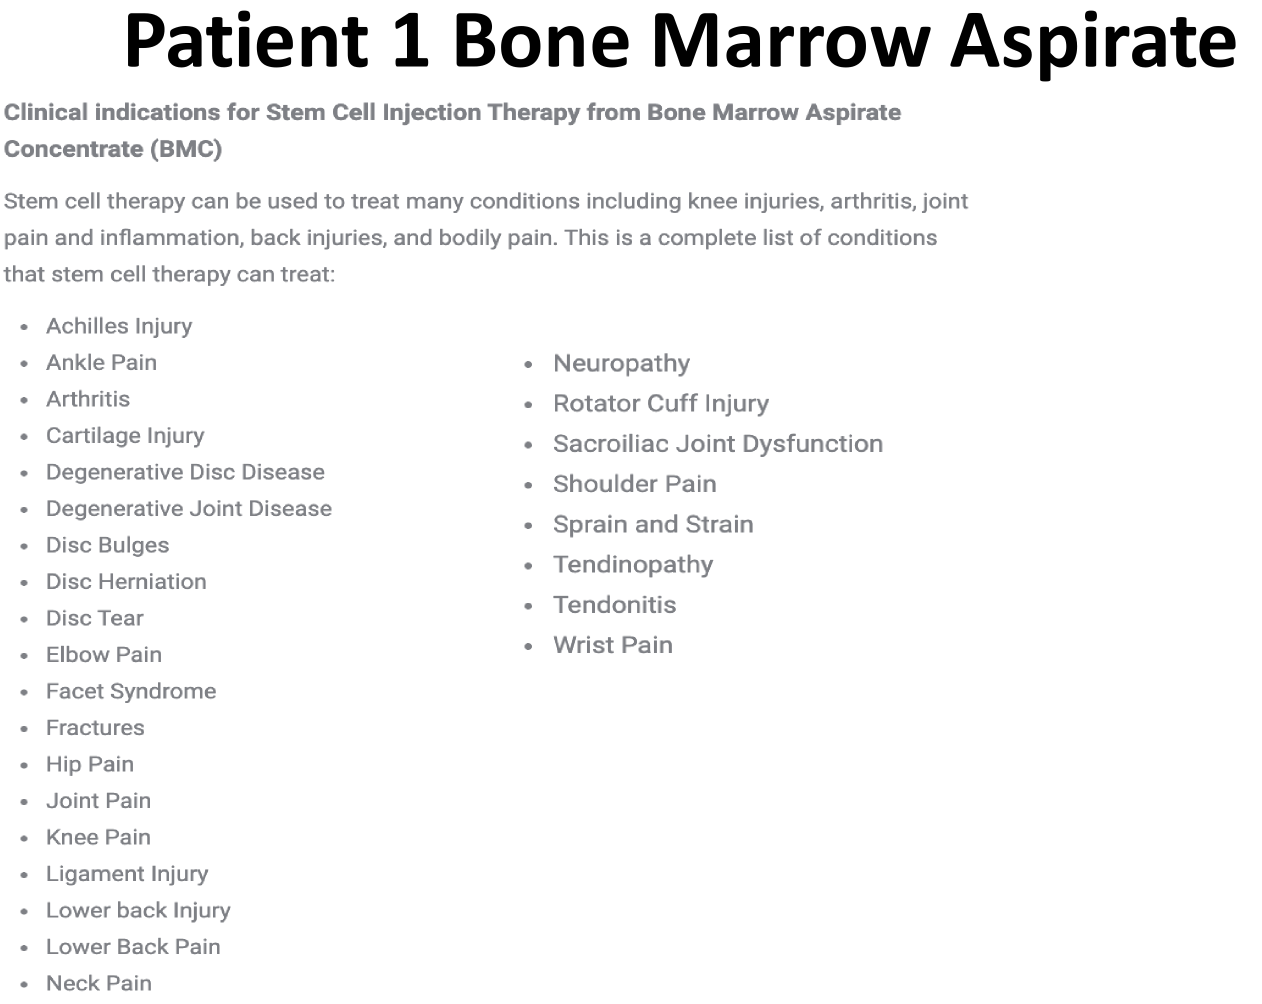 Patient 1 Bone Marrow Aspirate
Clinical indications for Stem Cell Injection Therapy from Bone Marrow Aspirate
Concentrate (BMC)
Stem cell therapy can be used to treat many conditions including knee injuries, arthritis, joint
pain and inflammation, back injuries, and bodily pain. This is a complete list of conditions
that stem cell therapy can treat:
• Achilles Injury
• Ankle Pain
• Arthritis
• Cartilage Injury
• Degenerative Disc Disease
• Degenerative Joint Disease
• Disc Bulges
• Disc Herniation
• Disc Tear
• Elbow Pain
• Facet Syndrome
• Fractures
• Hip Pain
• Joint Pain
• Knee Pain
• Ligament Injury
• Lower back Injury
• Lower Back Pain
• Neck Pain
• Neuropathy
• Rotator Cuff Injury
• Sacroiliac Joint Dysfunction
• Shoulder Pain
• Sprain and Strain
• Tendinopathy
• Tendonitis
• Wrist Pain